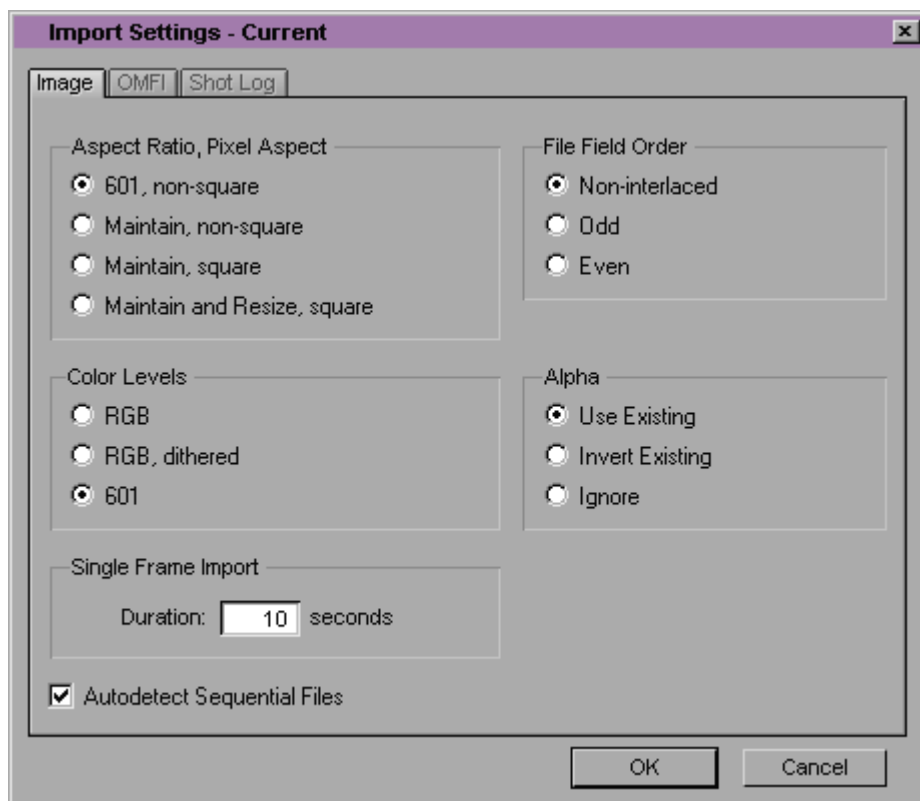 Import Settings - Current
Image OMFI Shot Log
Aspect Ratio, Pixel Aspect
601, non-square
Maintain, non-square
Maintain, square
Maintain and Resize, square
File Field Order
Non-interlaced
Odd
Even
Color Levels
RGB
RGB, dithered
601
Alpha
Use Existing
Invert Existing
Ignore
Single Frame Import
Duration: 10 seconds
Autodetect Sequential Files
OK Cancel